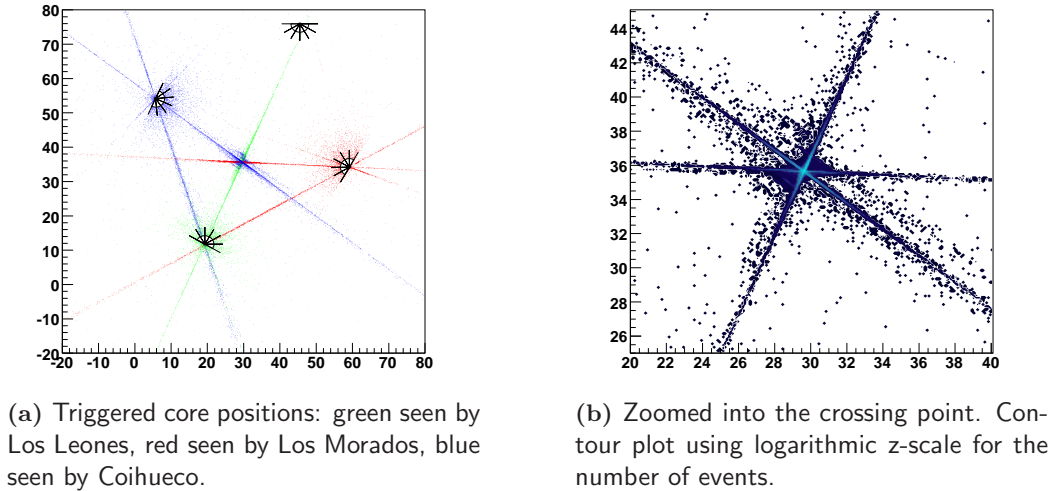 80
70
60
50
40
30
20
10
0
-10
-20
-20 -10 0 10 20 30 40 50 60 70 80
44
42
40
38
36
34
32
30
28
26
20 22 24 26 28 30 32 34 36 38 40
(a) Triggered core positions: green seen by
Los Leones, red seen by Los Morados, blue
seen by Coihueco.
(b) Zoomed into the crossing point. Con-
tour plot using logarithmic z-scale for the
number of events.